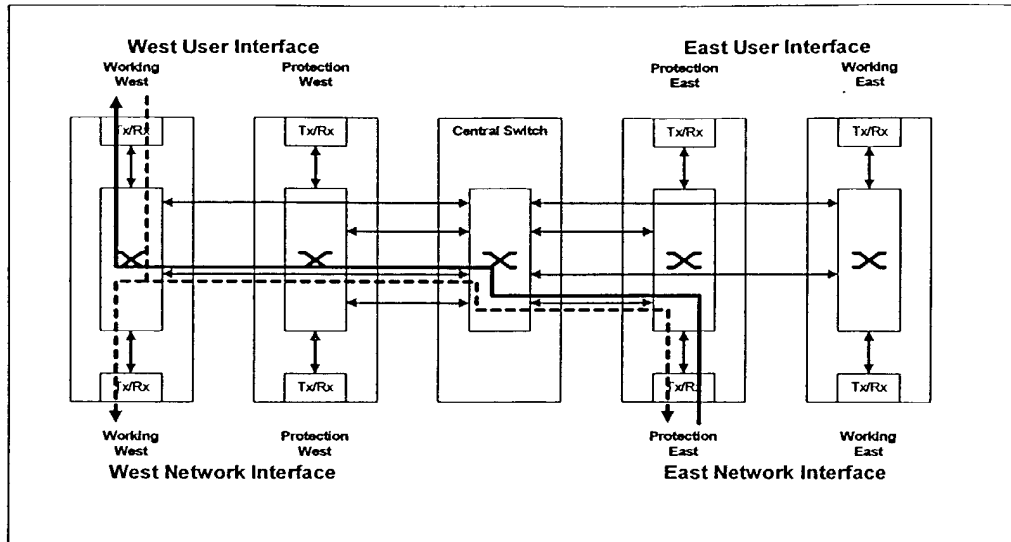 West User Interface
East User Interface
Working
West
Protection
West
Protection
East
Working
East
Tx/Rx
Tx/Rx
Central Switch
Tx/Rx
Tx/Rx
Tx/Rx
Tx/Rx
Tx/Rx
Tx/Rx
Working
West
Protection
West
Protection
East
Working
East
West Network Interface
East Network Interface